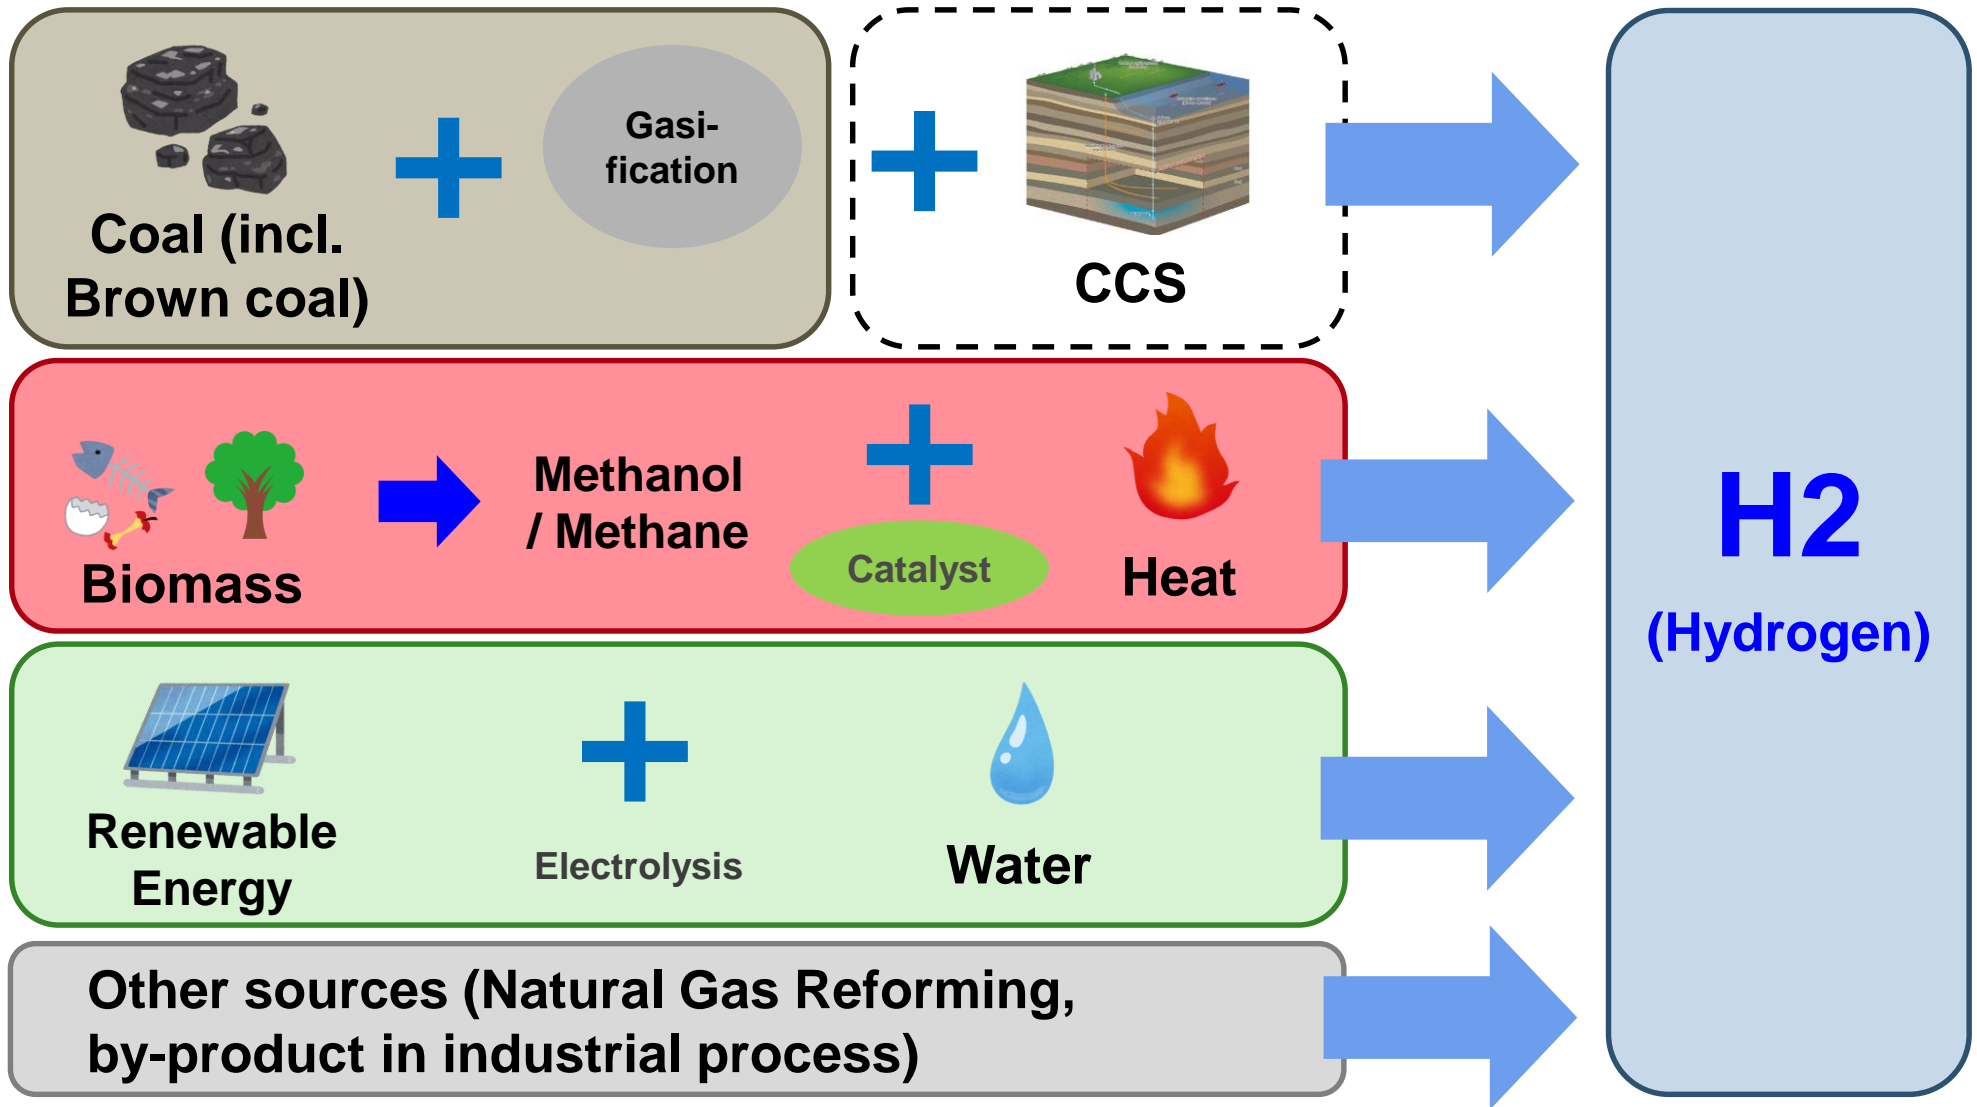 Coal (incl.
Brown coal)
Gasi-
fication
CCS
Biomass
Methanol
/ Methane
Catalyst
Heat
Renewable
Energy
Electrolysis
Water
Other sources (Natural Gas Reforming,
by-product in industrial process)
H2
(Hydrogen)